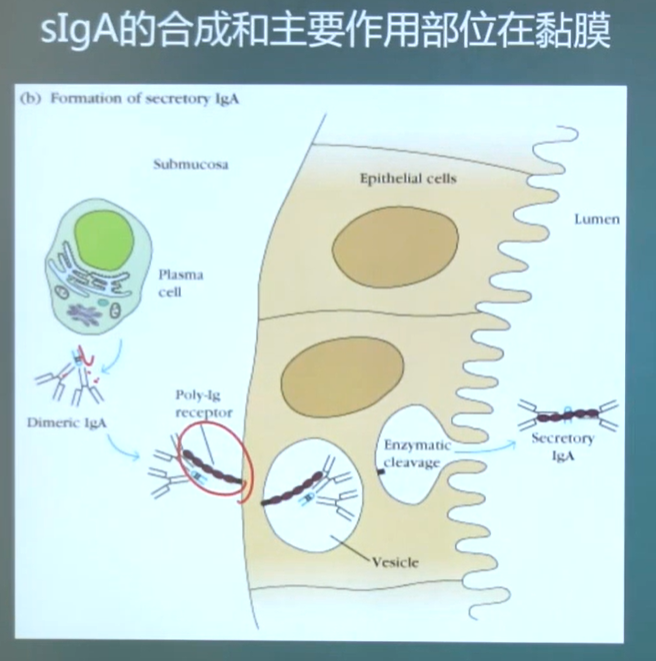 sIgA的合成和主要作用部位在黏膜
(b) Formation of secretory IgA
Submucosa
Epithelial cells
Lumen
Plasma
cell
Poly-Ig
receptor
Dimeric IgA
Enzymatic
cleavage
Secretory
IgA
Vesicle